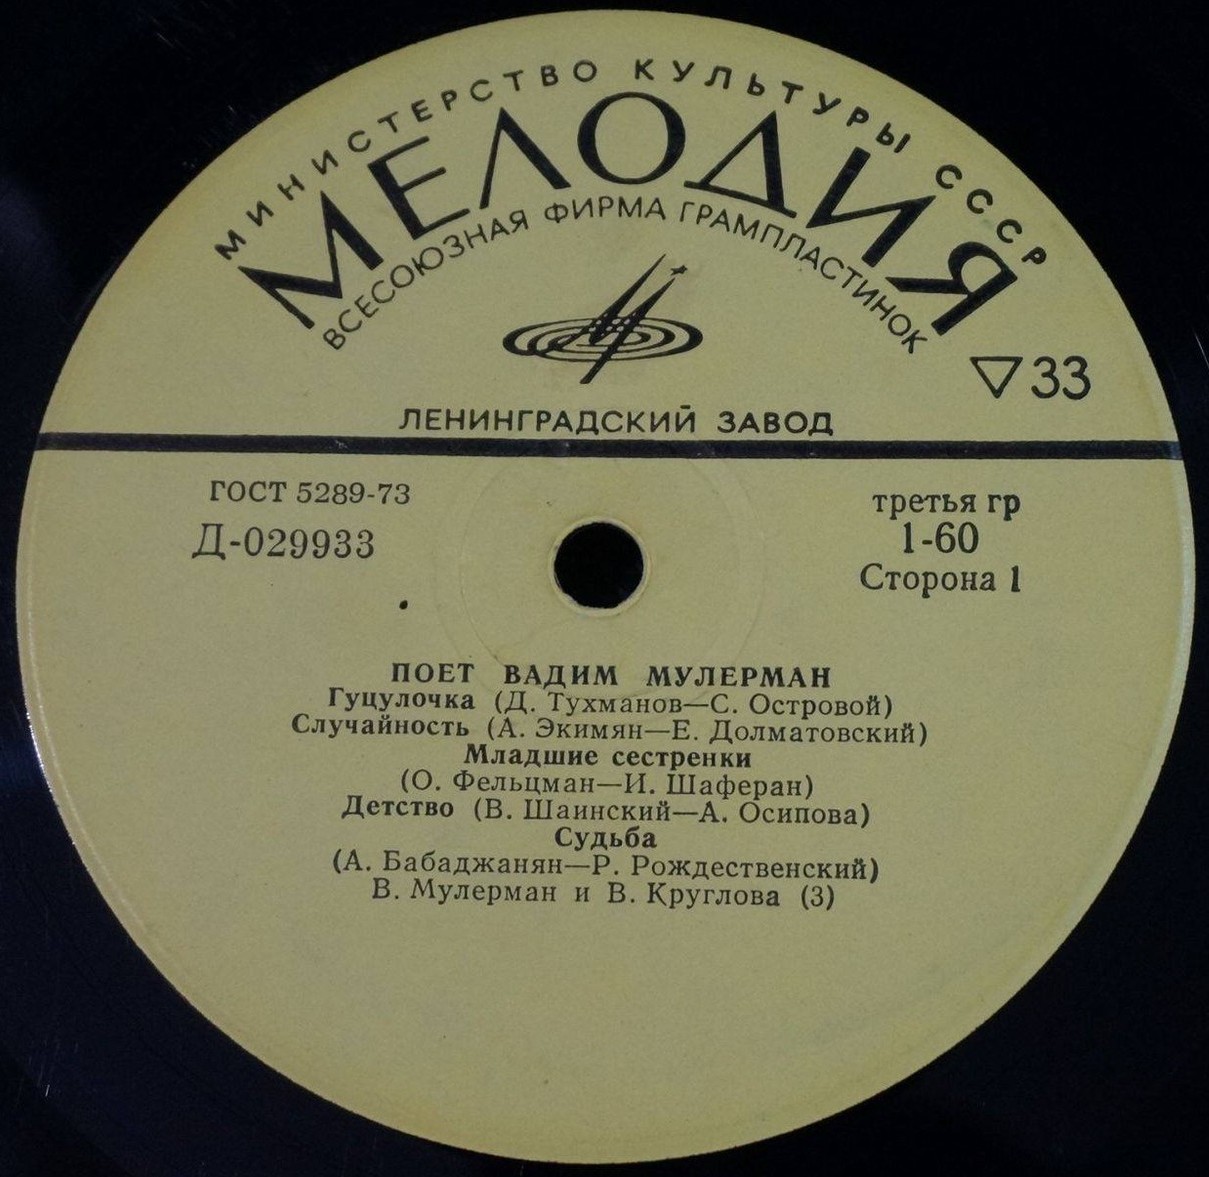 МИНИСТЕРСТВО КУЛЬТУРЫ СССР
МЕЛОДИЯ
ВСЕСОЮЗНАЯ ФИРМА ГРАМПЛАСТИНОК
▽33
ЛЕНИНГРАДСКИЙ ЗАВОД
ГОСТ 5289-73
Д-029933
третья гр
1-60
Сторона 1
ПОЕТ ВАДИМ МУЛЕРМАН
Гуцулочка (Д. Тухманов—С. Островой)
Случайность (А. Экимян—Е. Долматовский)
Младшие сестренки
(О. Фельцман—И. Шаферан)
Детство (В. Шаинский—А. Осипова)
Судьба
(А. Бабаджанян—Р. Рождественский)
В. Мулерман и В. Круглова (3)